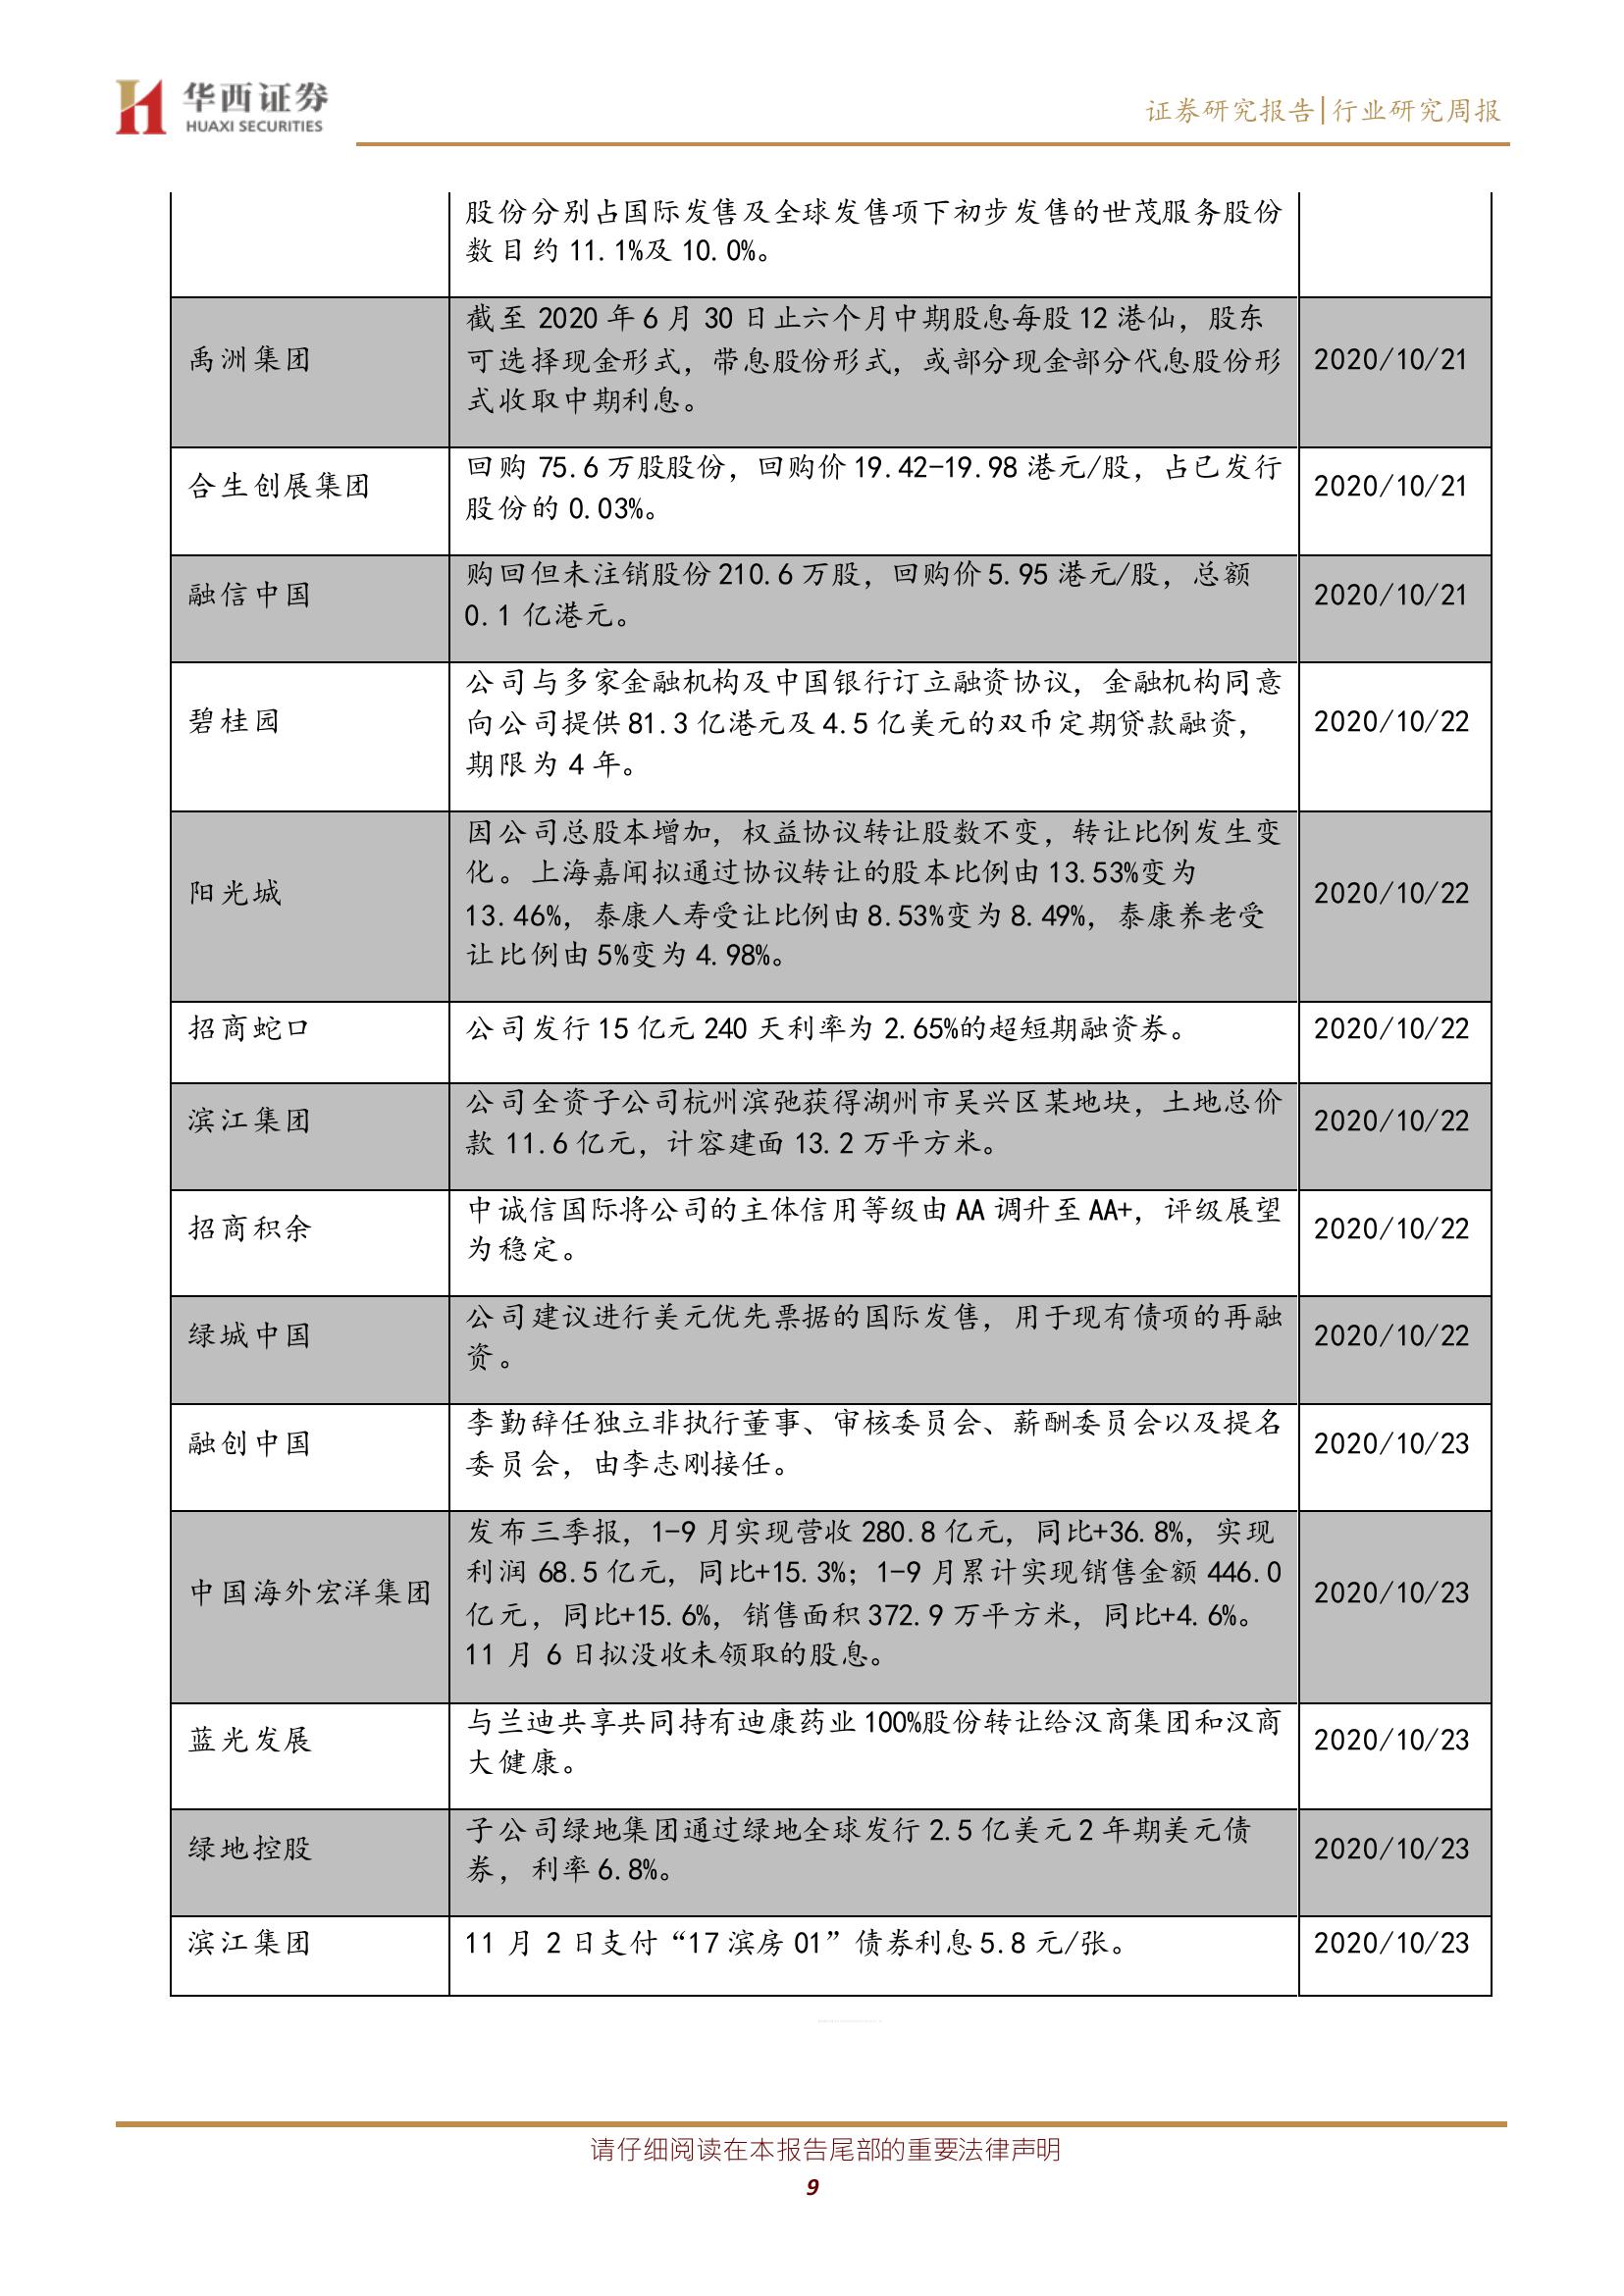 华西证券
HUAXI SECURITIES
证券研究报告|行业研究周报
股份分别占国际发售及全球发售项下初步发售的世茂服务股份
数目约 11.1%及 10.0%。
禹洲集团
截至 2020 年 6 月 30 日止六个月中期股息每股 12 港仙，股东
可选择现金形式，带息股份形式，或部分现金部分代息股份形
式收取中期利息。
2020/10/21
合生创展集团
回购 75.6 万股股份，回购价 19.42-19.98 港元/股，占已发行
股份的 0.03%。
2020/10/21
融信中国
购回但未注销股份 210.6 万股，回购价 5.95 港元/股，总额
0.1 亿港元。
2020/10/21
碧桂园
公司与多家金融机构及中国银行订立融资协议，金融机构同意
向公司提供 81.3 亿港元及 4.5 亿美元的双币定期贷款融资，
期限为 4 年。
2020/10/22
阳光城
因公司总股本增加，权益协议转让股数不变，转让比例发生变
化。上海嘉闻拟通过协议转让的股本比例由 13.53%变为
13.46%，泰康人寿受让比例由 8.53%变为 8.49%，泰康养老受
让比例由 5%变为 4.98%。
2020/10/22
招商蛇口
公司发行 15 亿元 240 天利率为 2.65%的超短期融资券。
2020/10/22
滨江集团
公司全资子公司杭州滨弛获得湖州市吴兴区某地块，土地总价
款 11.6 亿元，计容建面 13.2 万平方米。
2020/10/22
招商积余
中诚信国际将公司的主体信用等级由 AA 调升至 AA+，评级展望
为稳定。
2020/10/22
绿城中国
公司建议进行美元优先票据的国际发售，用于现有债项的再融
资。
2020/10/22
融创中国
李勤辞任独立非执行董事、审核委员会、薪酬委员会以及提名
委员会，由李志刚接任。
2020/10/23
中国海外宏洋集团
发布三季报，1-9 月实现营收 280.8 亿元，同比+36.8%，实现
利润 68.5 亿元，同比+15.3%；1-9 月累计实现销售金额 446.0
亿元，同比+15.6%，销售面积 372.9 万平方米，同比+4.6%。
11 月 6 日拟没收未领取的股息。
2020/10/23
蓝光发展
与兰迪共享共同持有迪康药业 100%股份转让给汉商集团和汉商
大健康。
2020/10/23
绿地控股
子公司绿地集团通过绿地全球发行 2.5 亿美元 2 年期美元债
券，利率 6.8%。
2020/10/23
滨江集团
11 月 2 日支付“17 滨房 01”债券利息 5.8 元/张。
2020/10/23
请仔细阅读在本报告尾部的重要法律声明
9